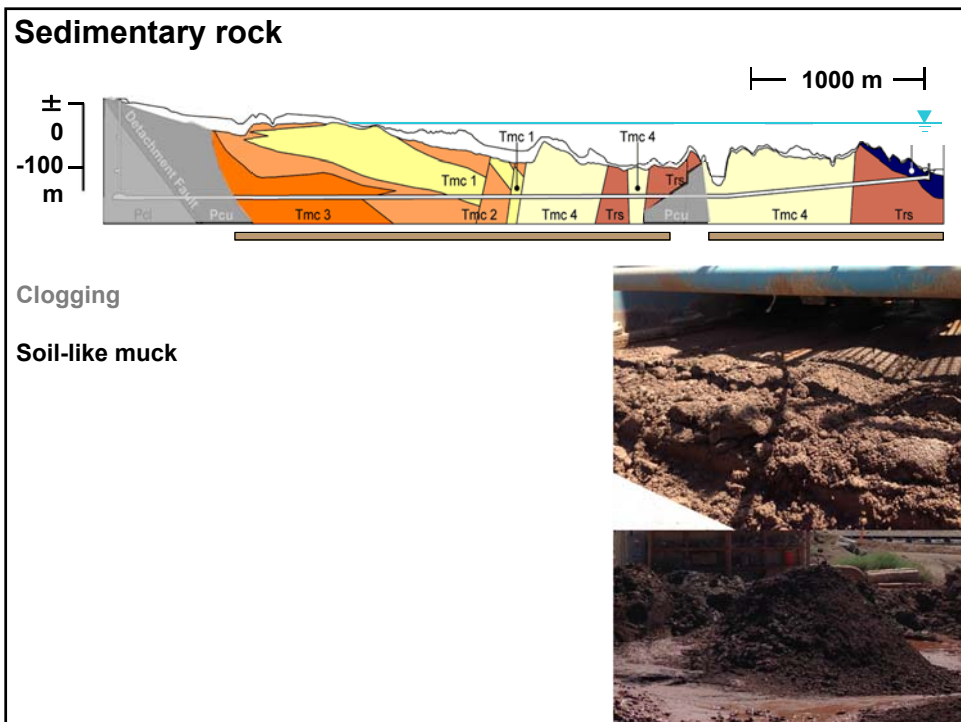 Sedimentary rock
1000 m
±
0
-100
m
Detachment Fault
Tmc 1
Tmc 4
Tmc 1
Trs
Pcl
Pcu
Tmc 3
Tmc 2
Tmc 4
Trs
Pcu
Tmc 4
Trs
Clogging
Soil-like muck